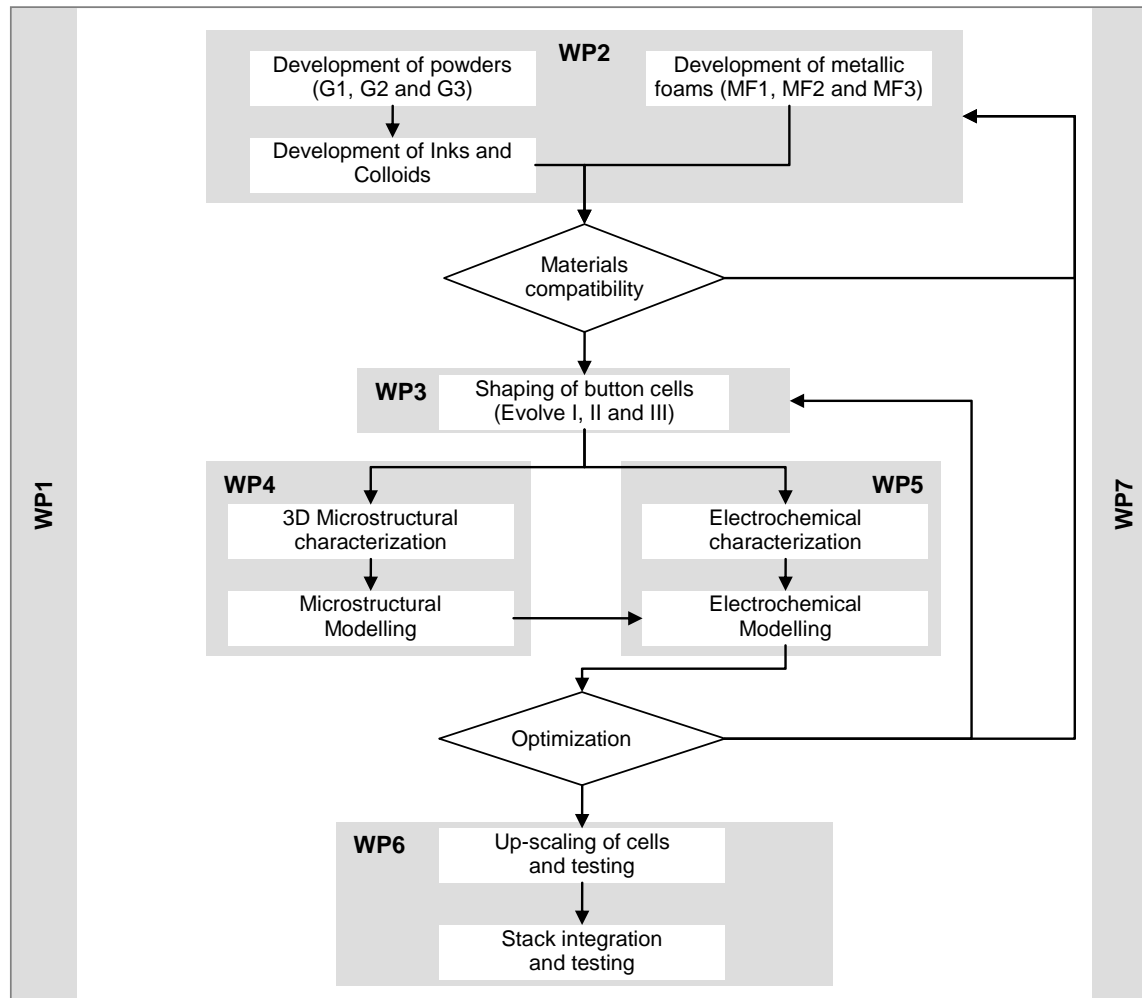 WP1
WP2
Development of powders
(G1, G2 and G3)
Development of metallic
foams (MF1, MF2 and MF3)
Development of Inks and
Colloids
Materials
compatibility
WP3
Shaping of button cells
(Evolve I, II and III)
WP4
3D Microstructural
characterization
Microstructural
Modelling
WP5
Electrochemical
characterization
Electrochemical
Modelling
Optimization
WP6
Up-scaling of cells
and testing
Stack integration
and testing
WP7